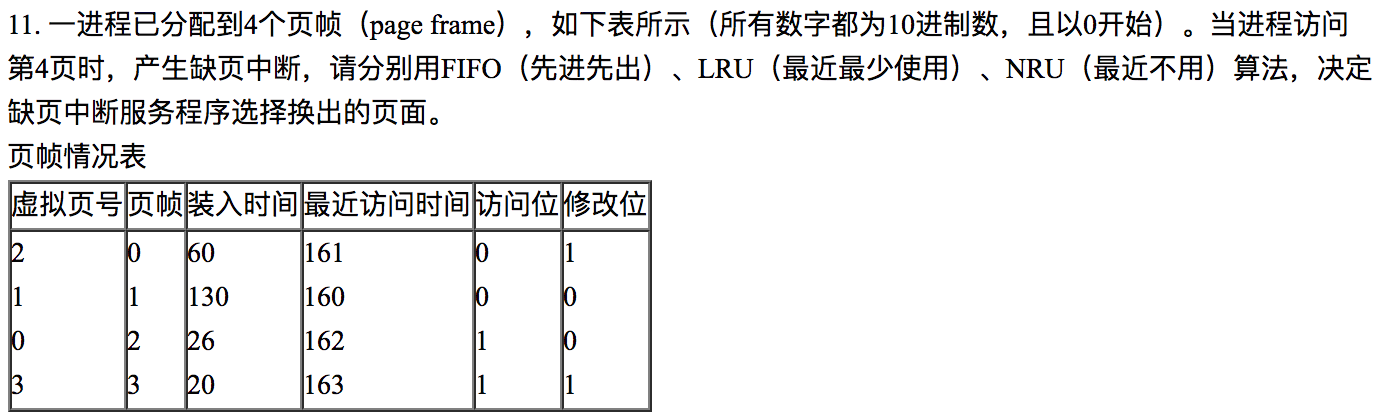 11. 一进程已分配到4个页帧（page frame），如下表所示（所有数字都为10进制数，且以0开始）。当进程访问
第4页时，产生缺页中断，请分别用FIFO（先进先出）、LRU（最近最少使用）、NRU（最近不用）算法，决定
缺页中断服务程序选择换出的页面。
页帧情况表
虚拟页号 页帧 装入时间 最近访问时间 访问位 修改位
2 0 60 161 0 1
1 1 130 160 0 0
0 2 26 162 1 0
3 3 20 163 1 1